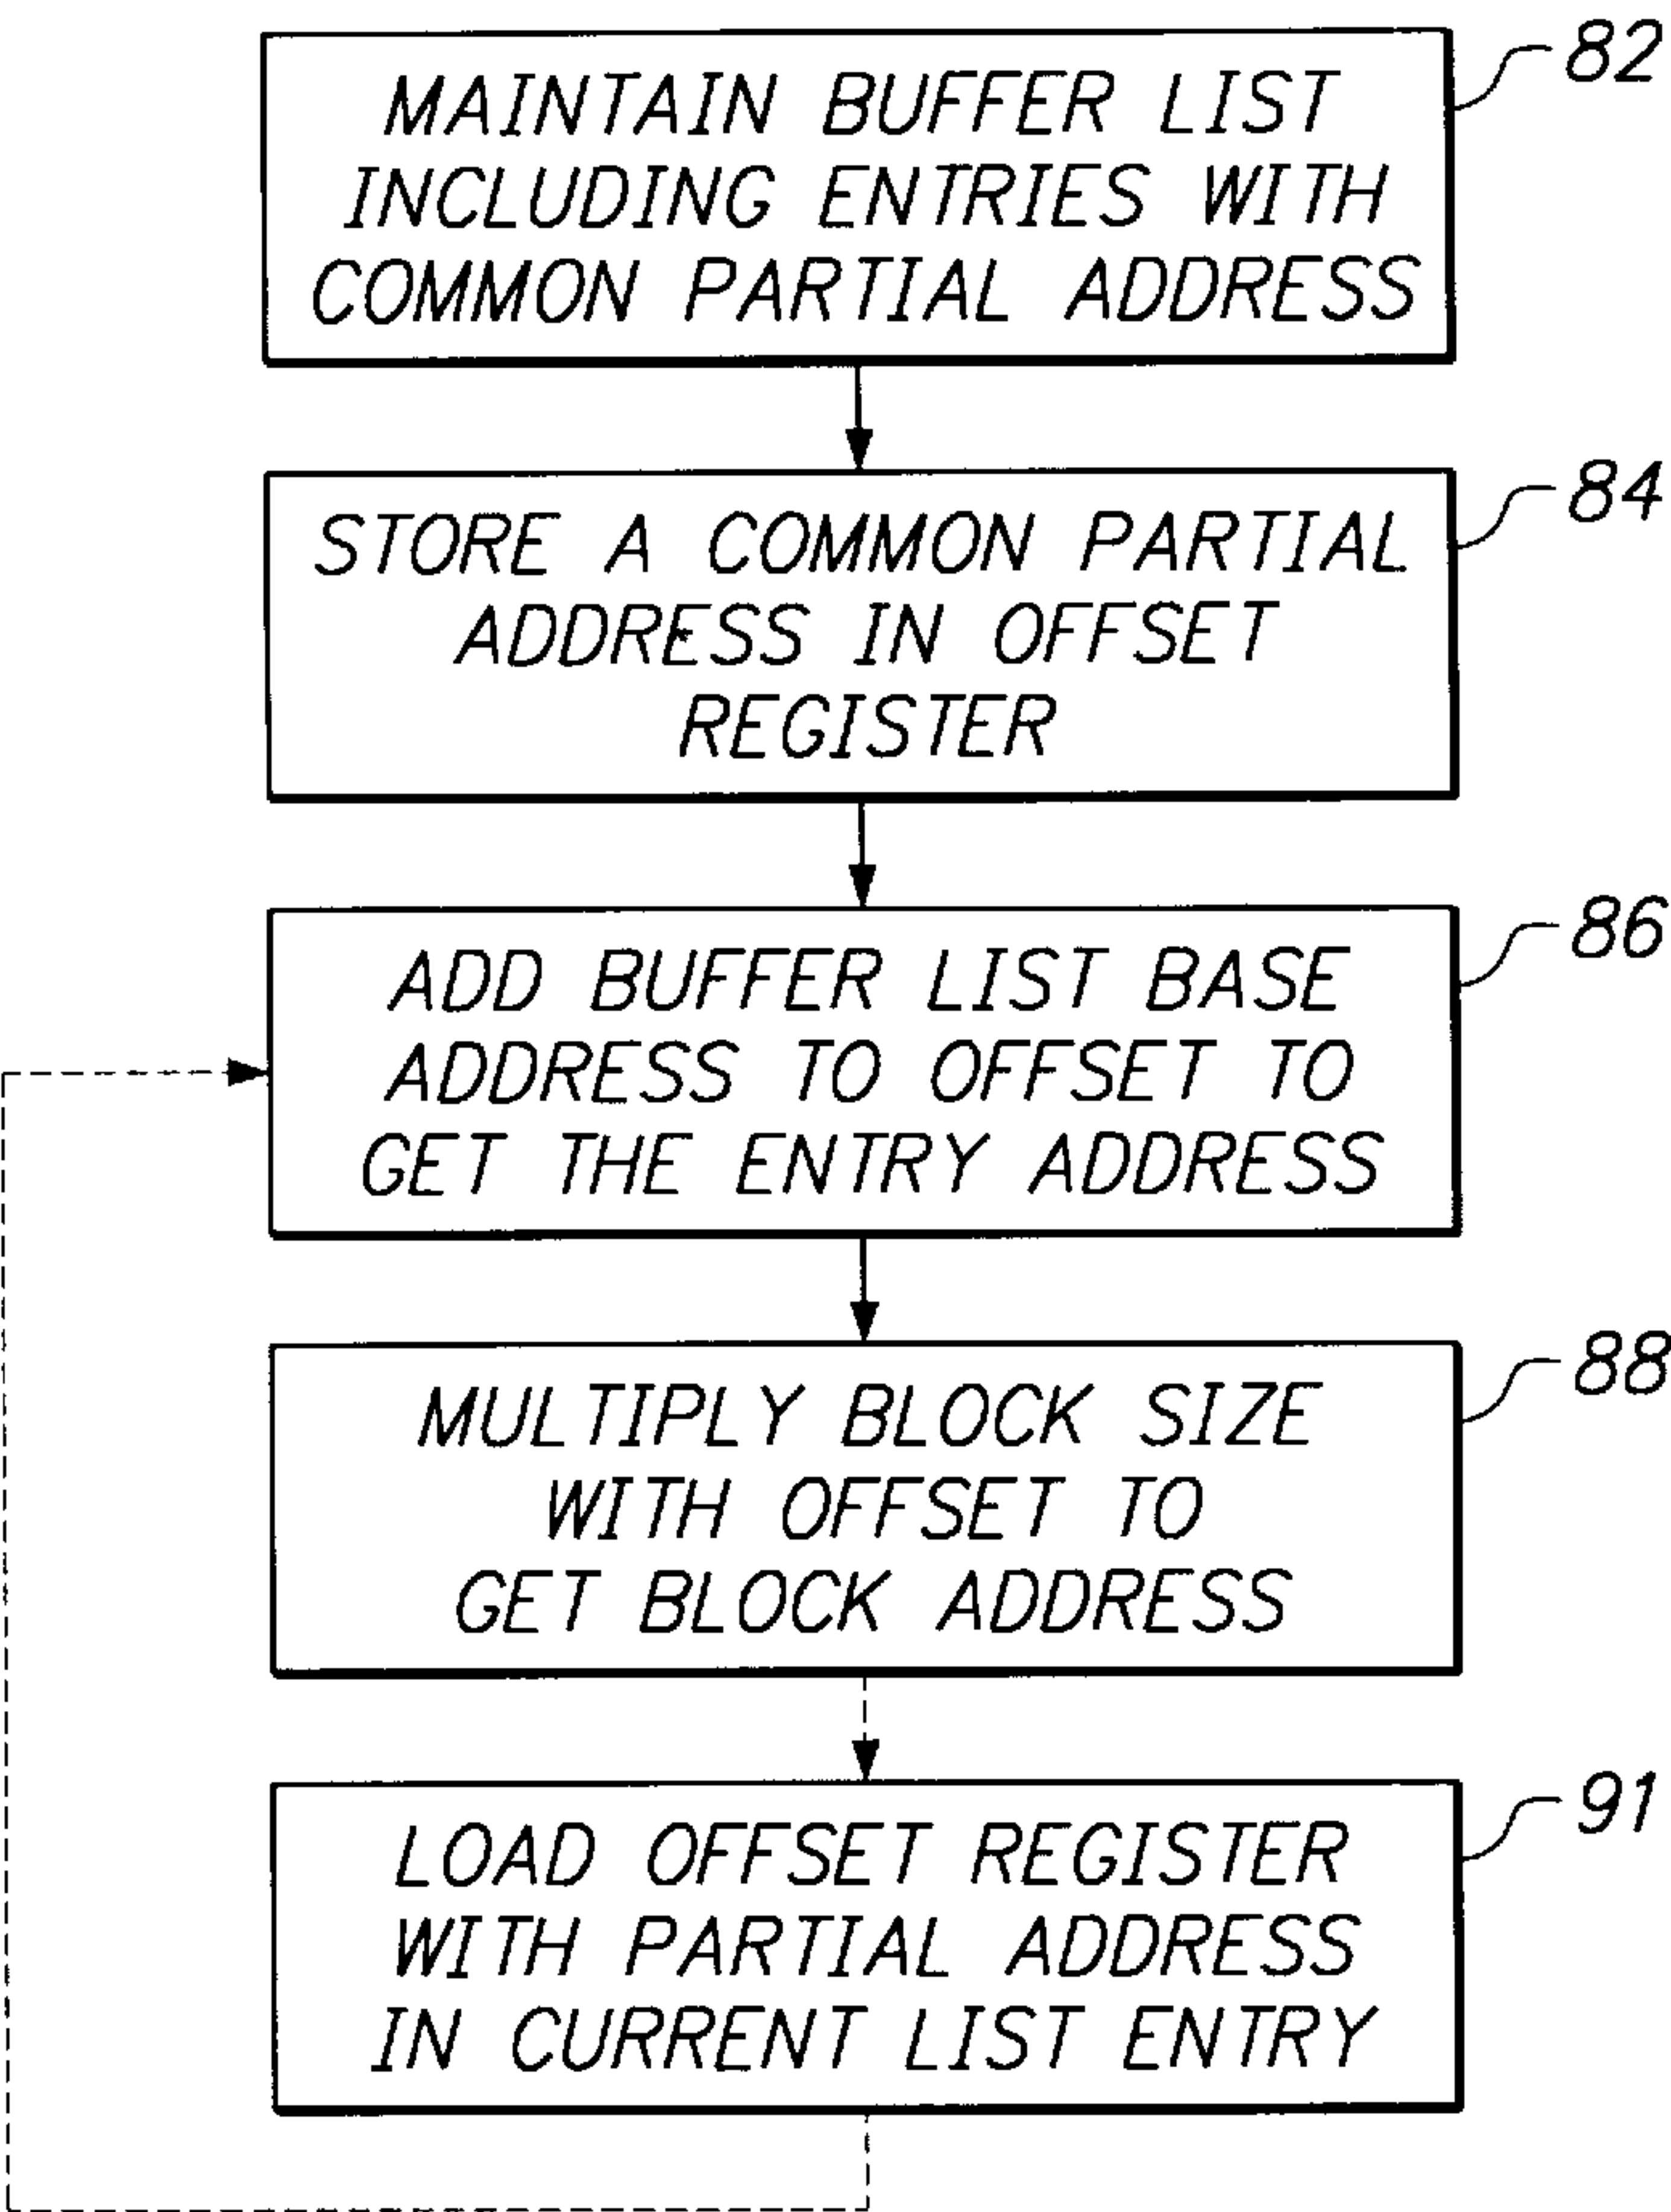 82
MAINTAIN BUFFER LIST
INCLUDING ENTRIES WITH
COMMON PARTIAL ADDRESS
84
STORE A COMMON PARTIAL
ADDRESS IN OFFSET
REGISTER
86
ADD BUFFER LIST BASE
ADDRESS TO OFFSET TO
GET THE ENTRY ADDRESS
88
MULTIPLY BLOCK SIZE
WITH OFFSET TO
GET BLOCK ADDRESS
91
LOAD OFFSET REGISTER
WITH PARTIAL ADDRESS
IN CURRENT LIST ENTRY